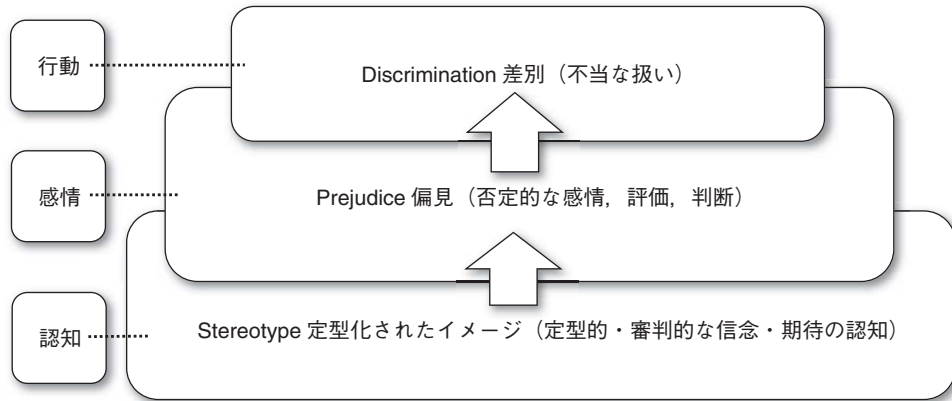 行動
Discrimination 差別（不当な扱い）
感情
Prejudice 偏見（否定的な感情，評価，判断）
認知
Stereotype 定型化されたイメージ（定型的・審判的な信念・期待の認知）